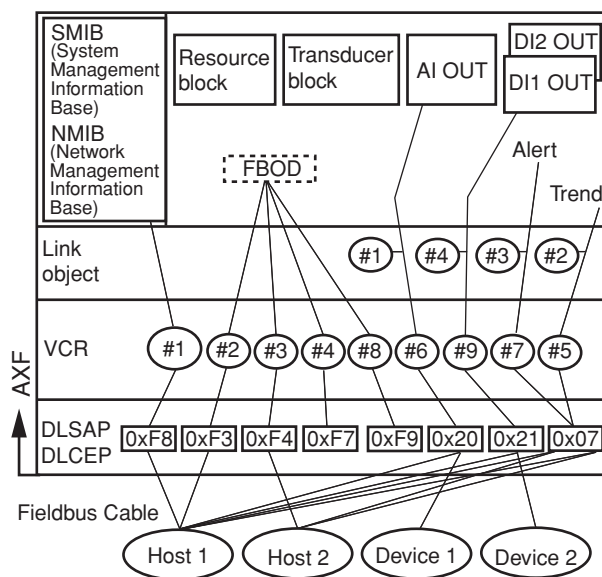 SMIB
(System
Management
Information
Base)
NMIB
(Network
Management
Information
Base)
Resource
block
Transducer
block
AI OUT
DI2 OUT
DI1 OUT
FBOD
Alert
Trend
Link
object
#1
#4
#3
#2
AXF
VCR
#1
#2
#3
#4
#8
#6
#9
#7
#5
DLSAP
DLCEP
0xF8
0xF3
0xF4
0xF7
0xF9
0x20
0x21
0x07
Fieldbus Cable
Host 1
Host 2
Device 1
Device 2